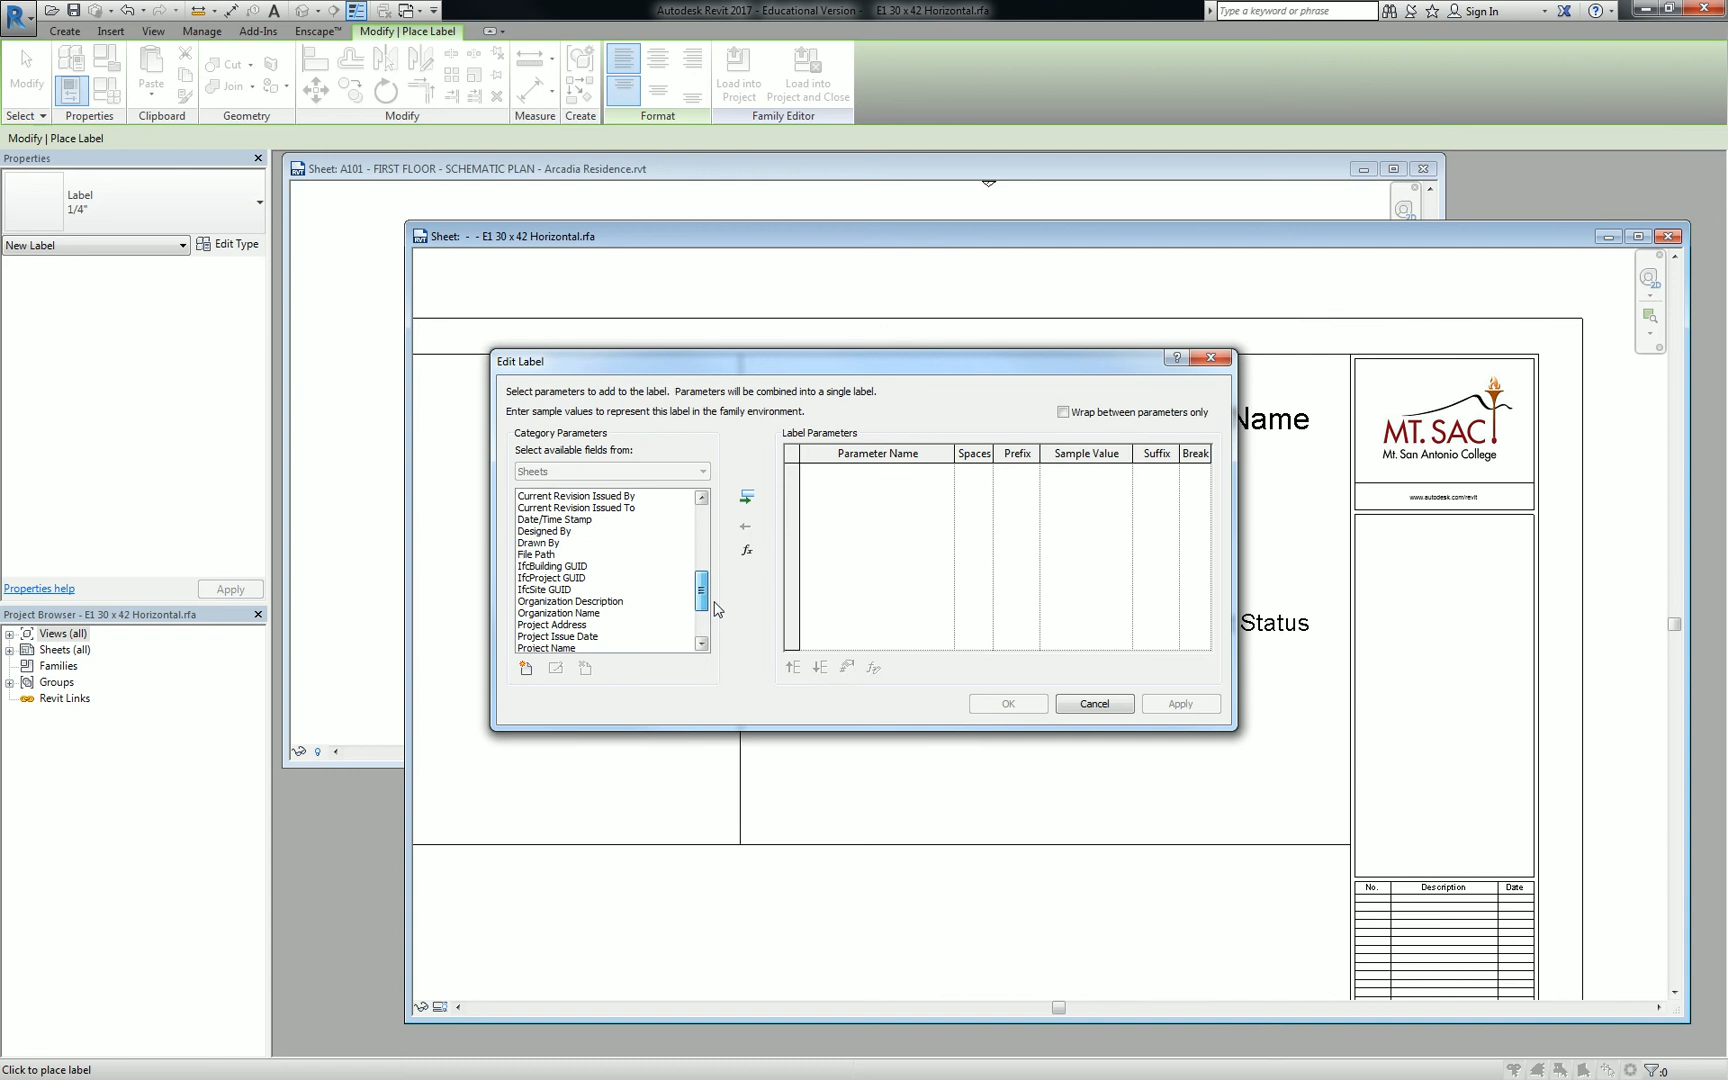 Autodesk Revit 2017 - Educational Version - E1 30 x 42 Horizontal.rfa
Type a keyword or phrase
Sign In
Create Insert View Manage Add-Ins Enscape™ Modify | Place Label
Modify
Paste
Cut
Join
Load into Project
Load into Project and Close
Select Properties Clipboard Geometry Modify Measure Create Format Family Editor
Modify | Place Label
Properties
Label
1/4"
New Label
Edit Type
Properties help
Apply
Project Browser - E1 30 x 42 Horizontal.rfa
Views (all)
Sheets (all)
Families
Groups
Revit Links
Sheet: A101 - FIRST FLOOR - SCHEMATIC PLAN - Arcadia Residence.rvt
Sheet: - - E1 30 x 42 Horizontal.rfa
2D
Edit Label
Select parameters to add to the label. Parameters will be combined into a single label.
Enter sample values to represent this label in the family environment.
Wrap between parameters only
Category Parameters
Select available fields from:
Sheets
Current Revision Issued By
Current Revision Issued To
Date/Time Stamp
Designed By
Drawn By
File Path
IfcBuilding GUID
IfcProject GUID
IfcSite GUID
Organization Description
Organization Name
Project Address
Project Issue Date
Project Name
Label Parameters
Parameter Name Spaces Prefix Sample Value Suffix Break
fx
OK Cancel Apply
Name
Status
MT. SAC
Mt. San Antonio College
www.autodesk.com/revit
No. Description Date
Click to place label
:0